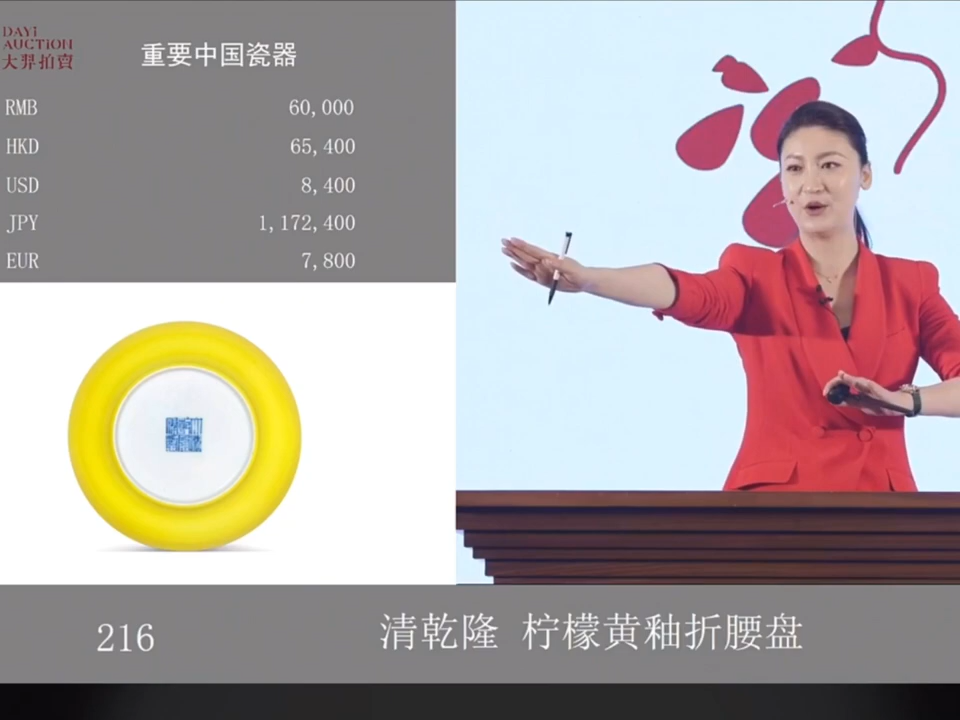 DAYI
AUCTION
大羿拍賣
重要中国瓷器
RMB 60,000
HKD 65,400
USD 8,400
JPY 1,172,400
EUR 7,800
216 清乾隆 柠檬黄釉折腰盘